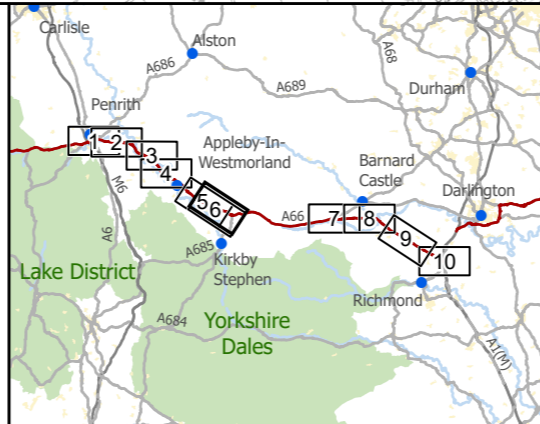 Carlisle
Alston
A68
A686
A689
Durham
Penrith
1
2
3
Appleby-In-
Westmorland
4
Barnard
Castle
M6
5
6
A66
7
8
Darlington
A6
9
A685
Kirkby
Stephen
10
Lake District
Richmond
A684
Yorkshire
Dales
A1(M)